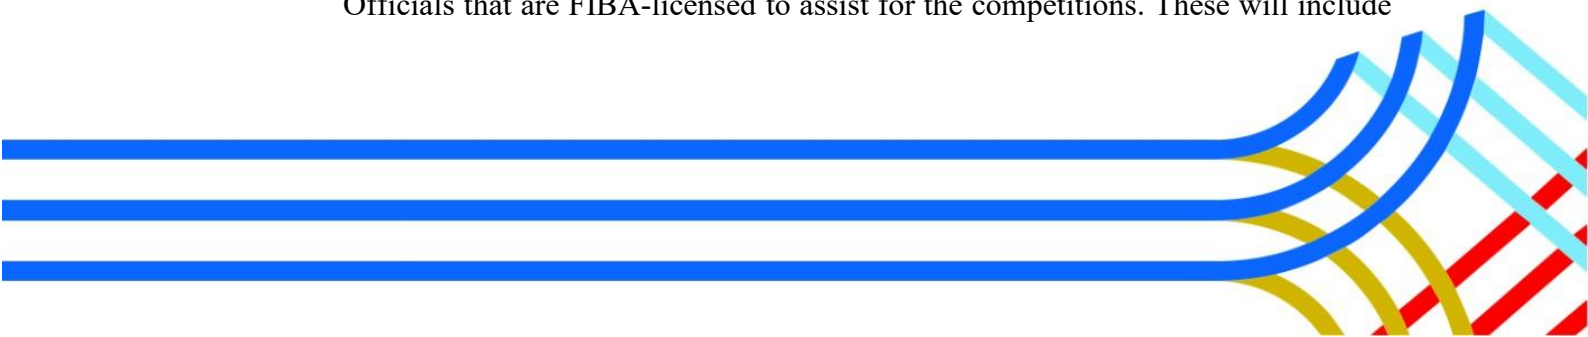 Officials that are FIBA-licensed to assist for the competitions. These will include